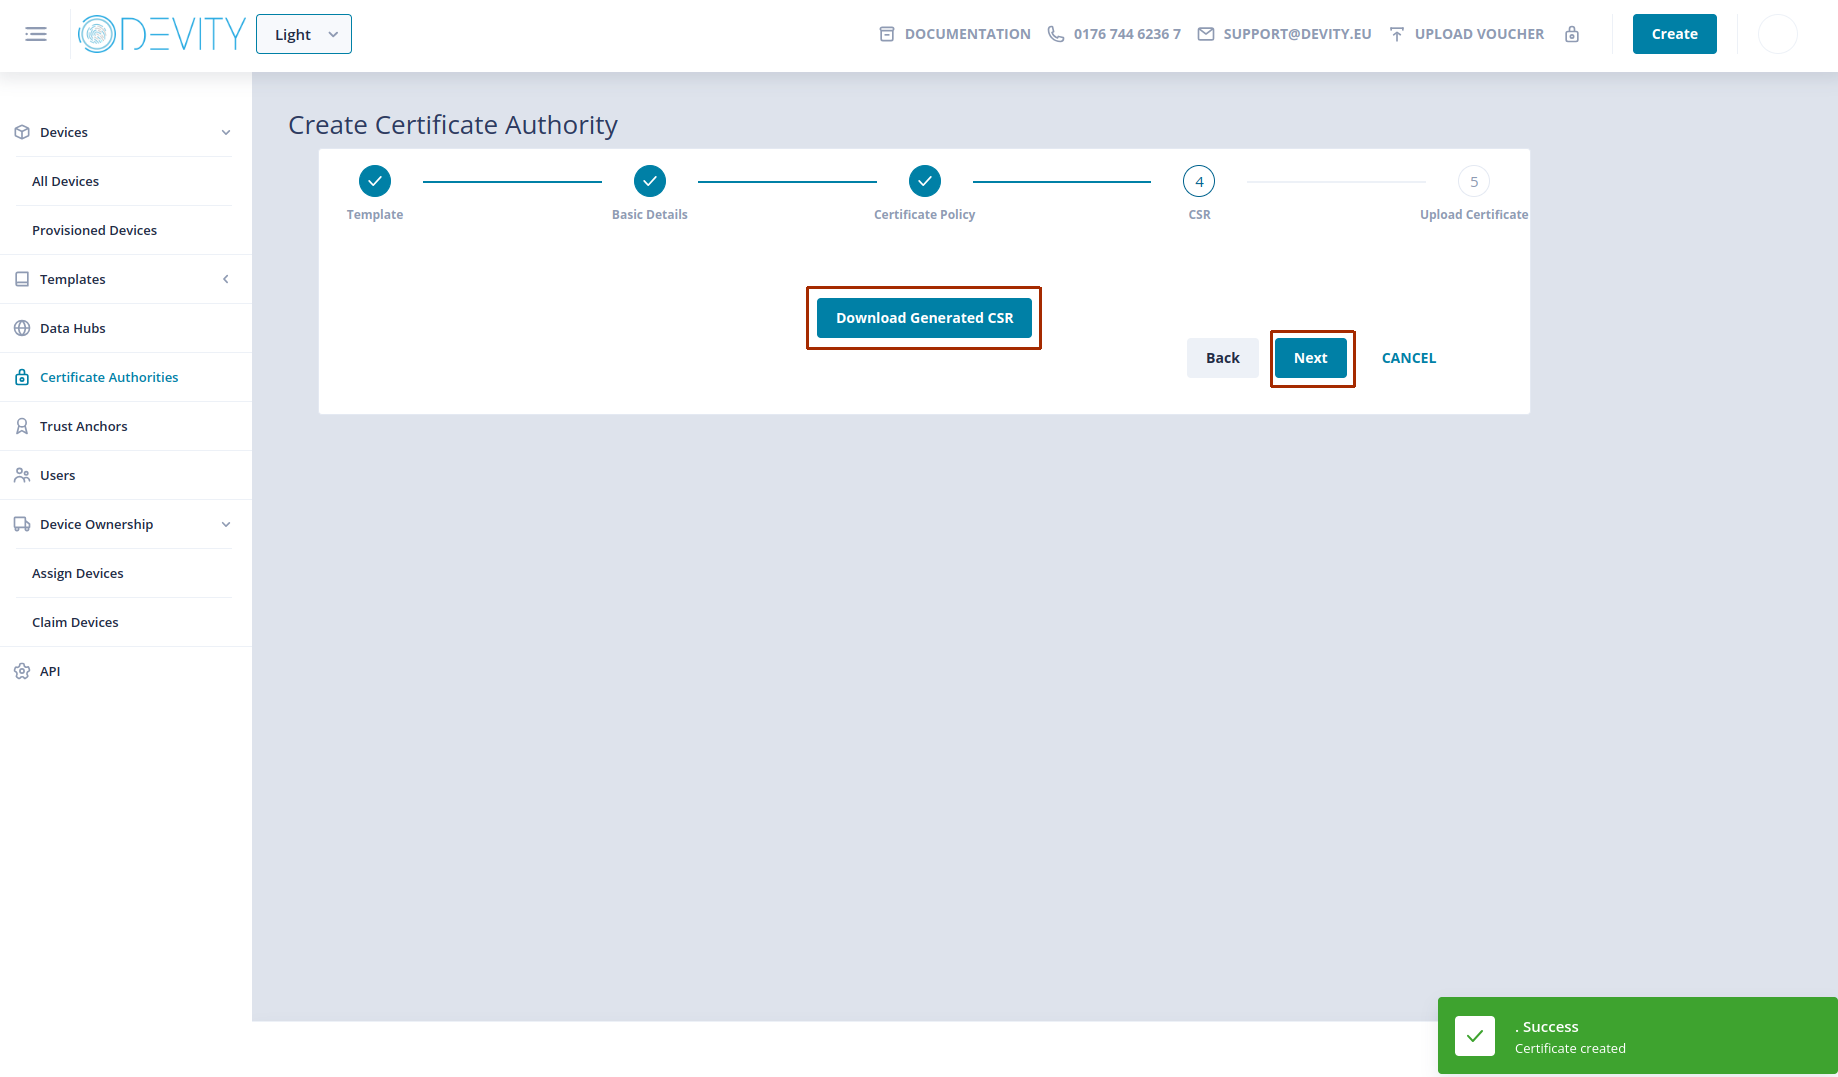 DEVITY
Light
DOCUMENTATION
0176 744 6236 7
SUPPORT@DEVITY.EU
UPLOAD VOUCHER
Create
Devices
All Devices
Provisioned Devices
Templates
Data Hubs
Certificate Authorities
Trust Anchors
Users
Device Ownership
Assign Devices
Claim Devices
API
Create Certificate Authority
4
5
Template
Basic Details
Certificate Policy
CSR
Upload Certificate
Download Generated CSR
Back
Next
CANCEL
. Success
Certificate created